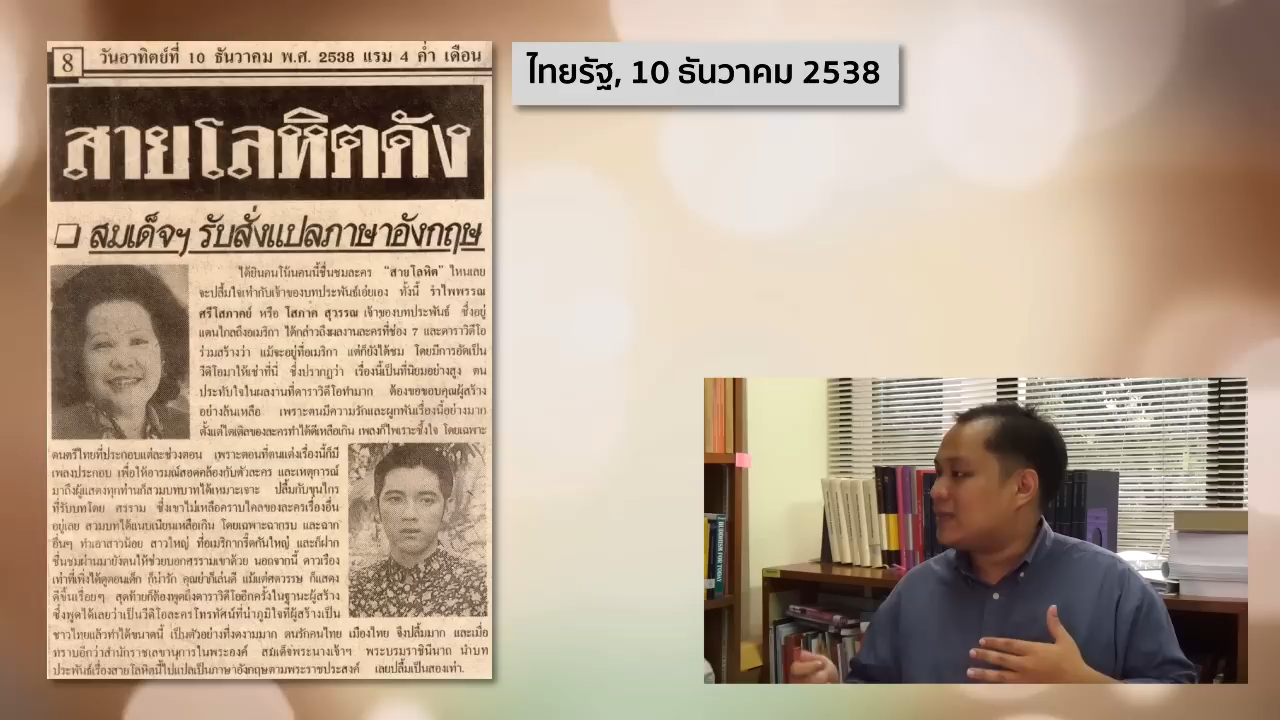 8
วันอาทิตย์ที่ 10 ธันวาคม พ.ศ. 2538 แรม 4 ค่ำ เดือน
ไทยรัฐ, 10 ธันวาคม 2538
สายโลหิตดัง
สมเด็จฯ รับสั่งแปลภาษาอังกฤษ
ได้ยินคนโน้นคนนี้ชื่นชมละคร "สายโลหิต" ไหนเลย
จะปลื้มใจเท่ากับเจ้าของบทประพันธ์เอ่ยเอง ทั้งนี้ รำไพพรรณ
ศรีโสภาคย์ หรือ โสภาค สุวรรณ เจ้าของบทประพันธ์ ซึ่งอยู่
แดนไกลถึงอเมริกา ได้กล่าวถึงผลงานละครที่ช่อง 7 และดาราวิดีโอ
ร่วมสร้างว่า แม้จะอยู่ที่อเมริกา แต่ก็ยังได้ชม โดยมีการอัดเป็น
วีดิโอมาให้เช่าที่นี่ ซึ่งปรากฏว่า เรื่องนี้เป็นที่นิยมอย่างสูง ตน
ประทับใจในผลงานที่ดาราวิดีโอทำมาก ต้องขอขอบคุณผู้สร้าง
อย่างล้นเหลือ เพราะตนมีความรักและผูกพันเรื่องนี้อย่างมาก
ตั้งแต่ไตเติลของละครทำได้ดีเหลือเกิน เพลงก็ไพเราะซึ้งใจ โดยเฉพาะ
ดนตรีไทยที่ประกอบแต่ละช่วงตอน เพราะตอนที่ตนแต่งเรื่องนี้ก็มี
เพลงประกอบ เพื่อให้อารมณ์สอดคล้องกับตัวละคร และเหตุการณ์
มาถึงผู้แสดงทุกท่านก็สวมบทบาทได้เหมาะเจาะ ปลื้มกับขุนไกร
ที่รับบทโดย ศรราม ซึ่งเขาไม่เหลือคราบไคลของละครเรื่องอื่น
อยู่เลย สวมบทได้แนบเนียนเหลือเกิน โดยเฉพาะฉากรบ และฉาก
อื่นๆ ทำเอาสาวน้อย สาวใหญ่ ที่อเมริกากรี๊ดกันใหญ่ และก็ฝาก
ชื่นชมผ่านมายังตนให้ช่วยบอกศรรามเขาด้วย นอกจากนี้ ดาวเรือง
เท่าที่เพิ่งได้ดูตอนเด็ก ก็น่ารัก คุณย่าก็เล่นดี แม้แต่ศตวรรษ ก็แสดง
ดีขึ้นเรื่อยๆ สุดท้ายก็ต้องพูดถึงดาราวิดีโออีกครั้งในฐานะผู้สร้าง
ซึ่งพูดได้เลยว่าเป็นวีดิโอละครโทรทัศน์ที่น่าภูมิใจที่ผู้สร้างเป็น
ชาวไทยแล้วทำได้ขนาดนี้ เป็นตัวอย่างที่งดงามมาก ตนรักคนไทย เมืองไทย จึงปลื้มมาก และเมื่อ
ทราบอีกว่าสำนักราชเลขานุการในพระองค์ สมเด็จพระนางเจ้าฯ พระบรมราชินีนาถ นำบท
ประพันธ์เรื่องสายโลหิตนี้ไปแปลเป็นภาษาอังกฤษตามพระราชประสงค์ เลยปลื้มเป็นสองเท่า.
BUDDHISM FOR TODAY